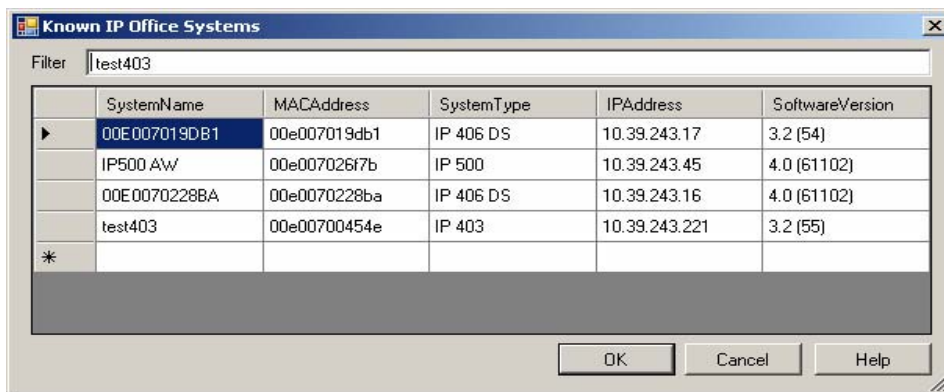 Known IP Office Systems
Filter test403
SystemName MACAddress SystemType IPAddress SoftwareVersion
00E007019DB1 00e007019db1 IP 406 DS 10.39.243.17 3.2 (54)
IP500 AW 00e007026f7b IP 500 10.39.243.45 4.0 (61102)
00E0070228BA 00e0070228ba IP 406 DS 10.39.243.16 4.0 (61102)
test403 00e00700454e IP 403 10.39.243.221 3.2 (55)
OK Cancel Help